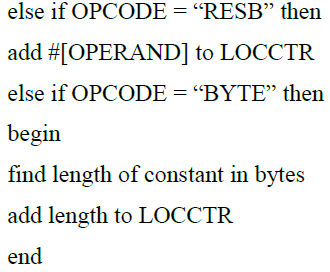 else if OPCODE = “RESB” then
add #[OPERAND] to LOCCTR
else if OPCODE = “BYTE” then
begin
find length of constant in bytes
add length to LOCCTR
end